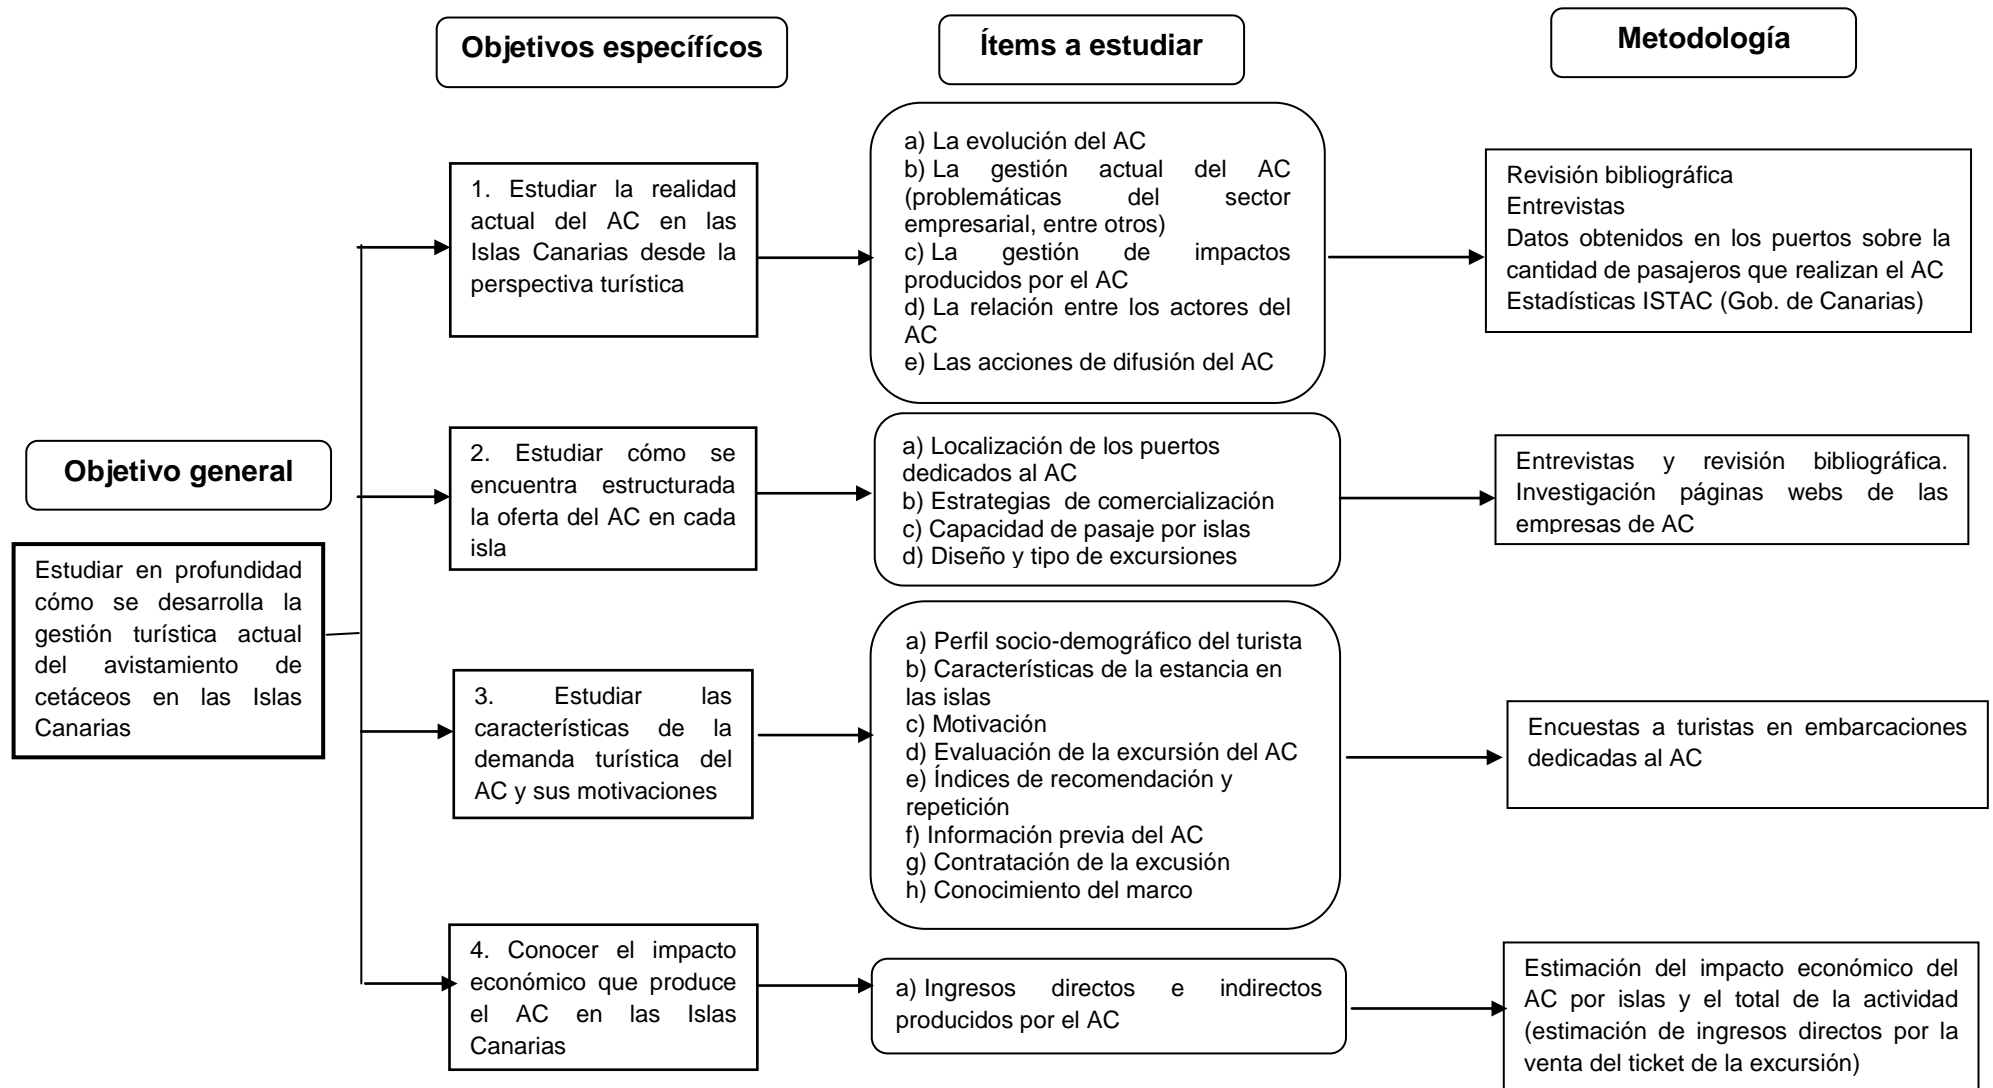 Objetivos específícos
Ítems a estudiar
Metodología
Objetivo general
Estudiar en profundidad
cómo se desarrolla la
gestión turística actual
del avistamiento de
cetáceos en las Islas
Canarias
1. Estudiar la realidad
actual del AC en las
Islas Canarias desde la
perspectiva turística
a) La evolución del AC
b) La gestión actual del AC
(problemáticas del sector
empresarial, entre otros)
c) La gestión de impactos
producidos por el AC
d) La relación entre los actores del
AC
e) Las acciones de difusión del AC
Revisión bibliográfica
Entrevistas
Datos obtenidos en los puertos sobre la
cantidad de pasajeros que realizan el AC
Estadísticas ISTAC (Gob. de Canarias)
2. Estudiar cómo se
encuentra estructurada
la oferta del AC en cada
isla
a) Localización de los puertos
dedicados al AC
b) Estrategias de comercialización
c) Capacidad de pasaje por islas
d) Diseño y tipo de excursiones
Entrevistas y revisión bibliográfica.
Investigación páginas webs de las
empresas de AC
3. Estudiar las
características de la
demanda turística del
AC y sus motivaciones
a) Perfil socio-demográfico del turista
b) Características de la estancia en
las islas
c) Motivación
d) Evaluación de la excursión del AC
e) Índices de recomendación y
repetición
f) Información previa del AC
g) Contratación de la excusión
h) Conocimiento del marco
Encuestas a turistas en embarcaciones
dedicadas al AC
4. Conocer el impacto
económico que produce
el AC en las Islas
Canarias
a) Ingresos directos e indirectos
producidos por el AC
Estimación del impacto económico del
AC por islas y el total de la actividad
(estimación de ingresos directos por la
venta del ticket de la excursión)